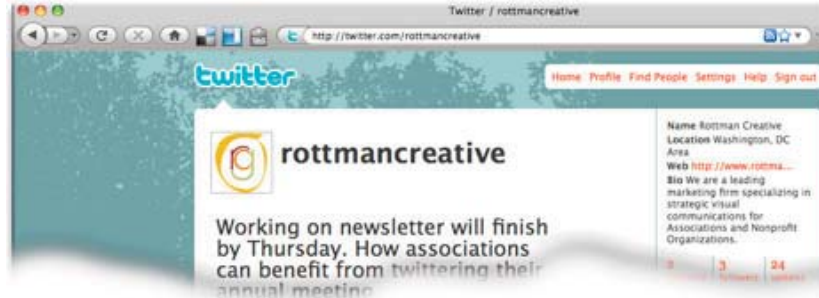 Twitter / rottmancreative
http://twitter.com/rottmancreative
twitter
Home Profile Find People Settings Help Sign out
rottmancreative
Working on newsletter will finish
by Thursday. How associations
can benefit from twittering their
annual meeting
Name Rottman Creative
Location Washington, DC
Area
Web http://www.rottma...
Bio We are a leading
marketing firm specializing in
strategic visual
communications for
Associations and Nonprofit
Organizations.
3 24
followers updates